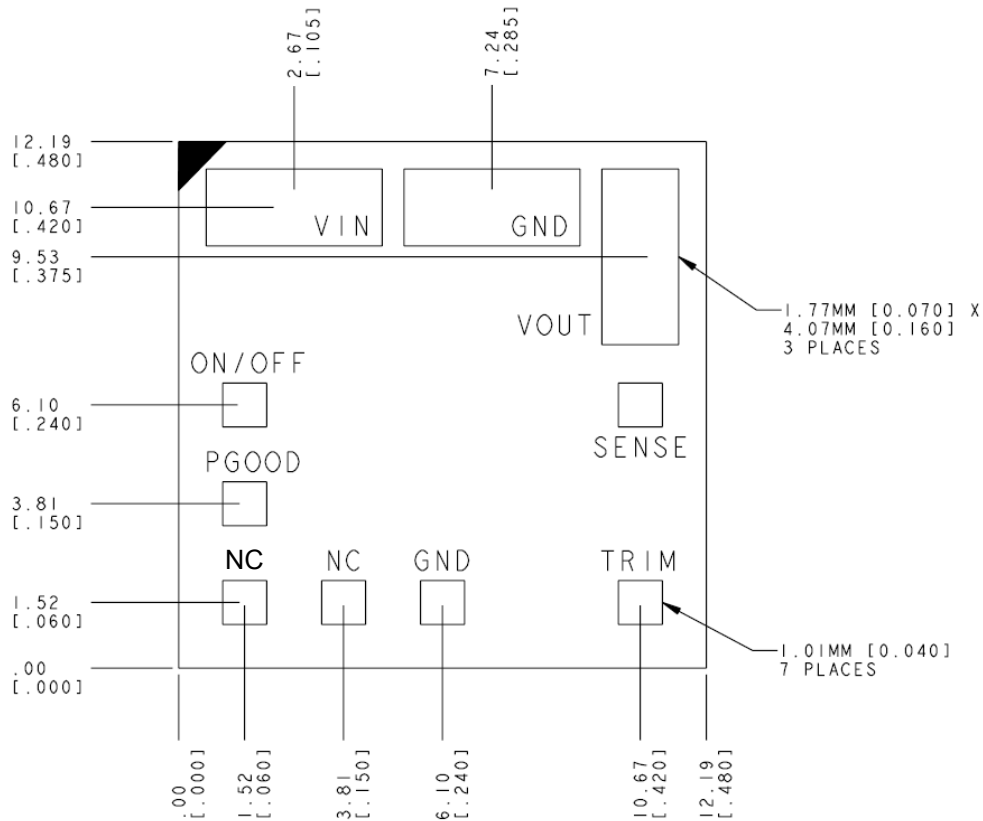 2.67
[.105]
7.24
[.285]
12.19
[.480]
10.67
[.420]
VIN
GND
9.53
[.375]
VOUT
1.77MM [0.070] X
4.07MM [0.160]
3 PLACES
ON/OFF
6.10
[.240]
SENSE
PGOOD
3.81
[.150]
NC
NC
GND
TRIM
1.52
[.060]
1.01MM [0.040]
7 PLACES
.00
[.000]
.00
[.000]
1.52
[.060]
3.81
[.150]
6.10
[.240]
10.67
[.420]
12.19
[.480]